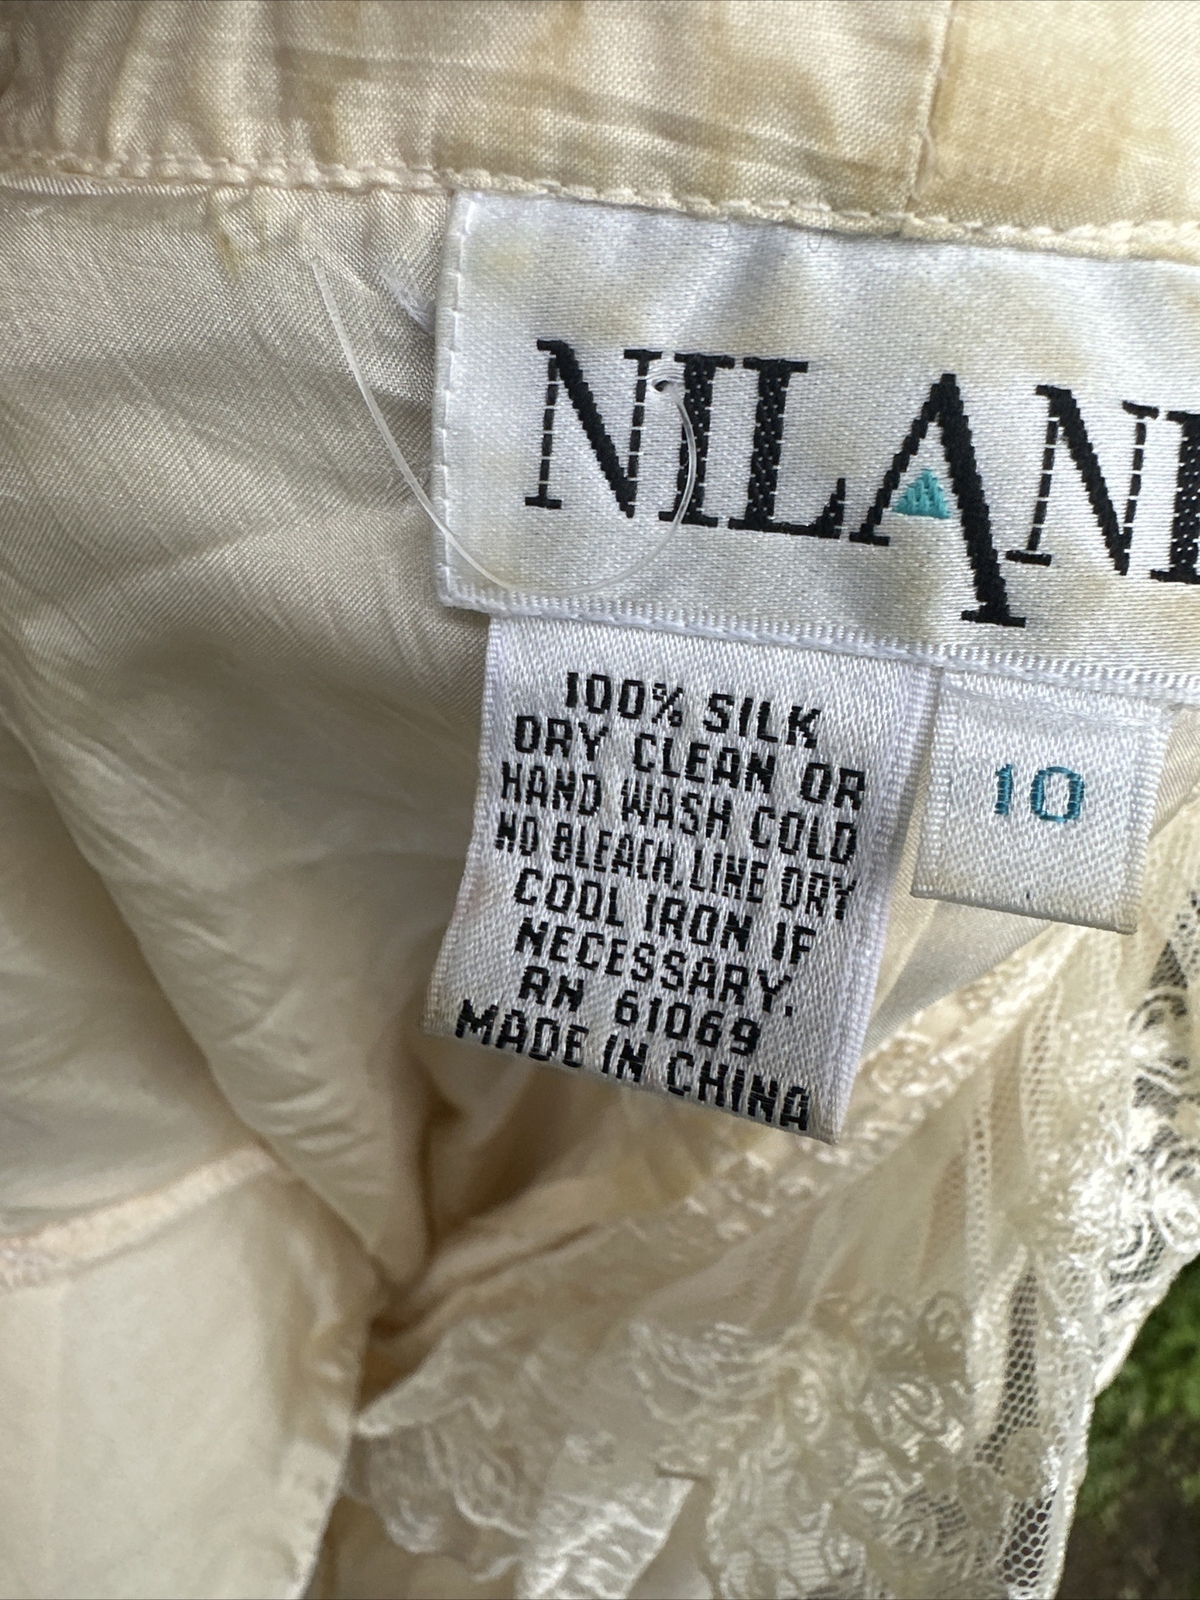 NILANI
100% SILK
DRY CLEAN OR
HAND WASH COLD
NO BLEACH, LINE DRY
COOL IRON IF
NECESSARY.
RN 61069
MADE IN CHINA
10